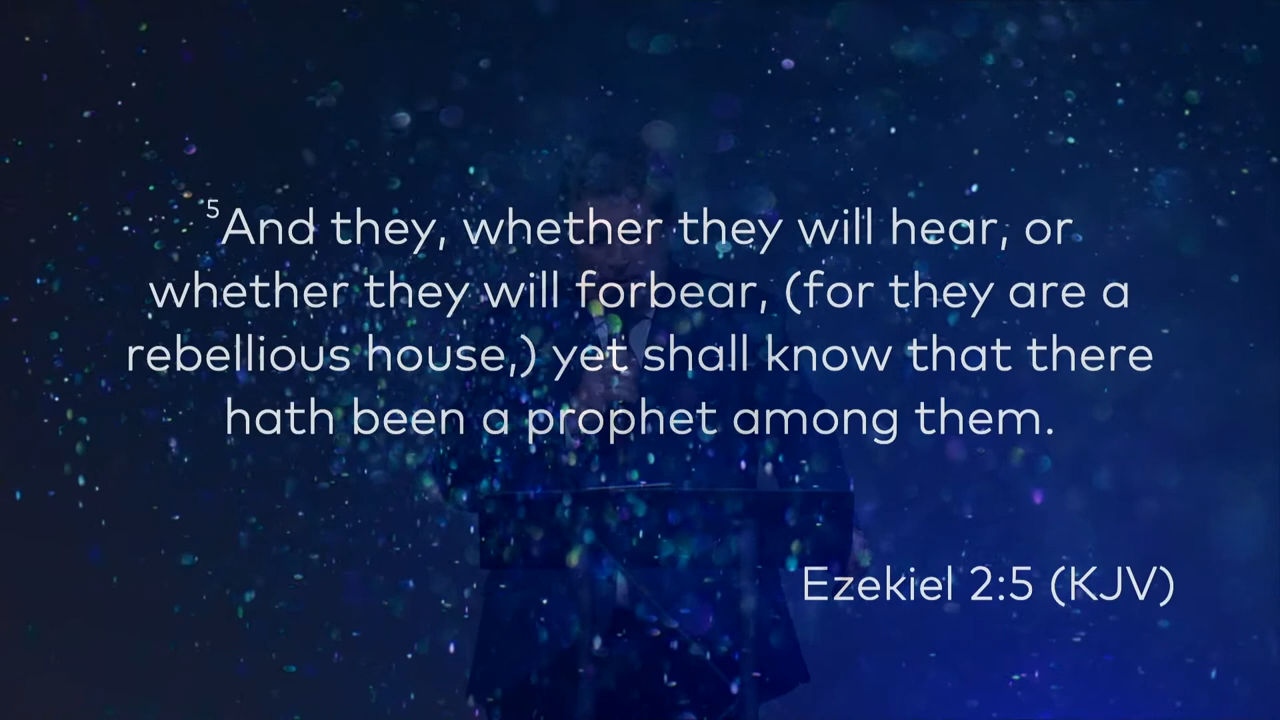 ⁵And they, whether they will hear, or
whether they will forbear, (for they are a
rebellious house,) yet shall know that there
hath been a prophet among them.
Ezekiel 2:5 (KJV)